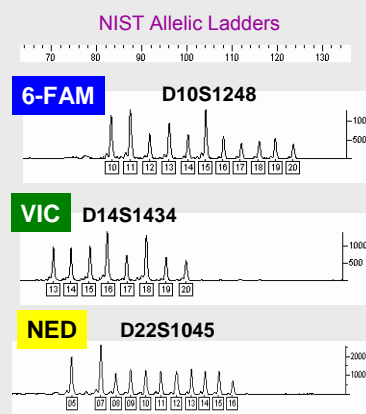 NIST Allelic Ladders
70 80 90 100 110 120 130
6-FAM D10S1248
1000
500
10 11 12 13 14 15 16 17 18 19 20
VIC D14S1434
1000
500
13 14 15 16 17 18 19 20
NED D22S1045
2000
1000
05 07 08 09 10 11 12 13 14 15 16